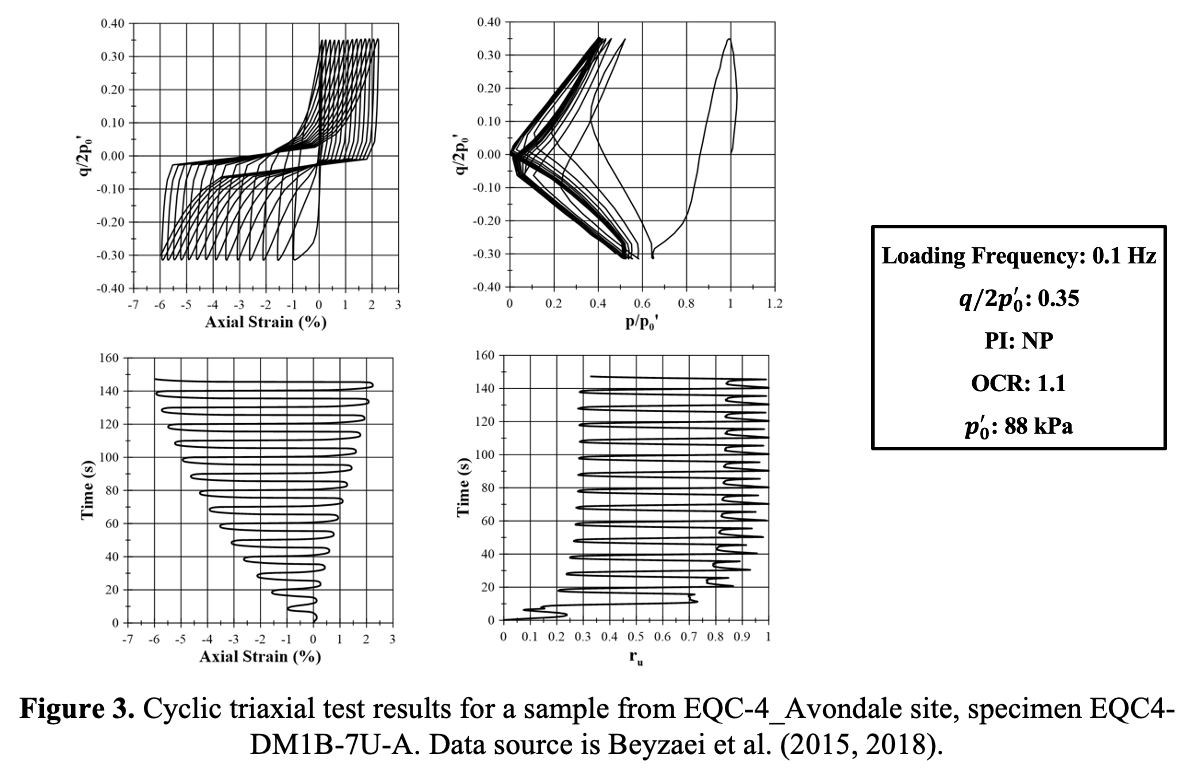 0.40
0.30
0.20
0.10
0.00
-0.10
-0.20
-0.30
-0.40
q/2p₀'
-7 -6 -5 -4 -3 -2 -1 0 1 2 3
Axial Strain (%)
0.40
0.30
0.20
0.10
0.00
-0.10
-0.20
-0.30
-0.40
q/2p₀'
0 0.2 0.4 0.6 0.8 1 1.2
p/p₀'
160
140
120
100
80
60
40
20
0
Time (s)
-7 -6 -5 -4 -3 -2 -1 0 1 2 3
Axial Strain (%)
160
140
120
100
80
60
40
20
0
Time (s)
0 0.1 0.2 0.3 0.4 0.5 0.6 0.7 0.8 0.9 1
rᵤ
Loading Frequency: 0.1 Hz
q/2p′₀: 0.35
PI: NP
OCR: 1.1
p′₀: 88 kPa
Figure 3. Cyclic triaxial test results for a sample from EQC-4_Avondale site, specimen EQC4-
DM1B-7U-A. Data source is Beyzaei et al. (2015, 2018).